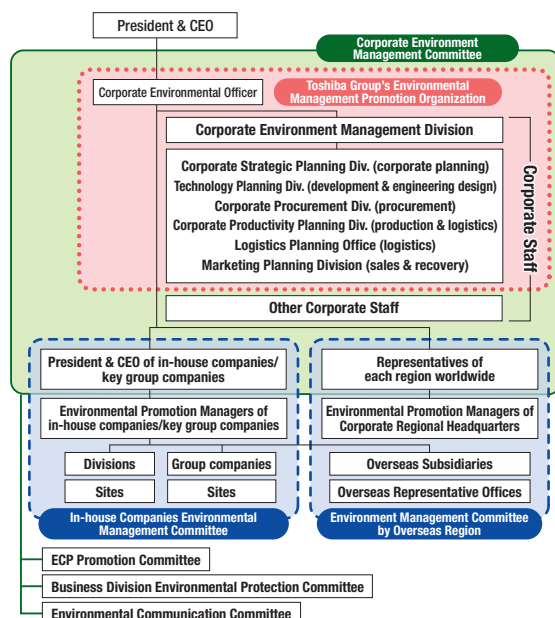 President & CEO
Corporate Environment
Management Committee
Corporate Environmental Officer
Toshiba Group's Environmental
Management Promotion Organization
Corporate Environment Management Division
Corporate Strategic Planning Div. (corporate planning)
Technology Planning Div. (development & engineering design)
Corporate Procurement Div. (procurement)
Corporate Productivity Planning Div. (production & logistics)
Logistics Planning Office (logistics)
Marketing Planning Division (sales & recovery)
Corporate Staff
Other Corporate Staff
President & CEO of in-house companies/
key group companies
Representatives of
each region worldwide
Environmental Promotion Managers of
in-house companies/key group companies
Environmental Promotion Managers of
Corporate Regional Headquarters
Divisions
Group companies
Overseas Subsidiaries
Sites
Sites
Overseas Representative Offices
In-house Companies Environmental
Management Committee
Environment Management Committee
by Overseas Region
ECP Promotion Committee
Business Division Environmental Protection Committee
Environmental Communication Committee